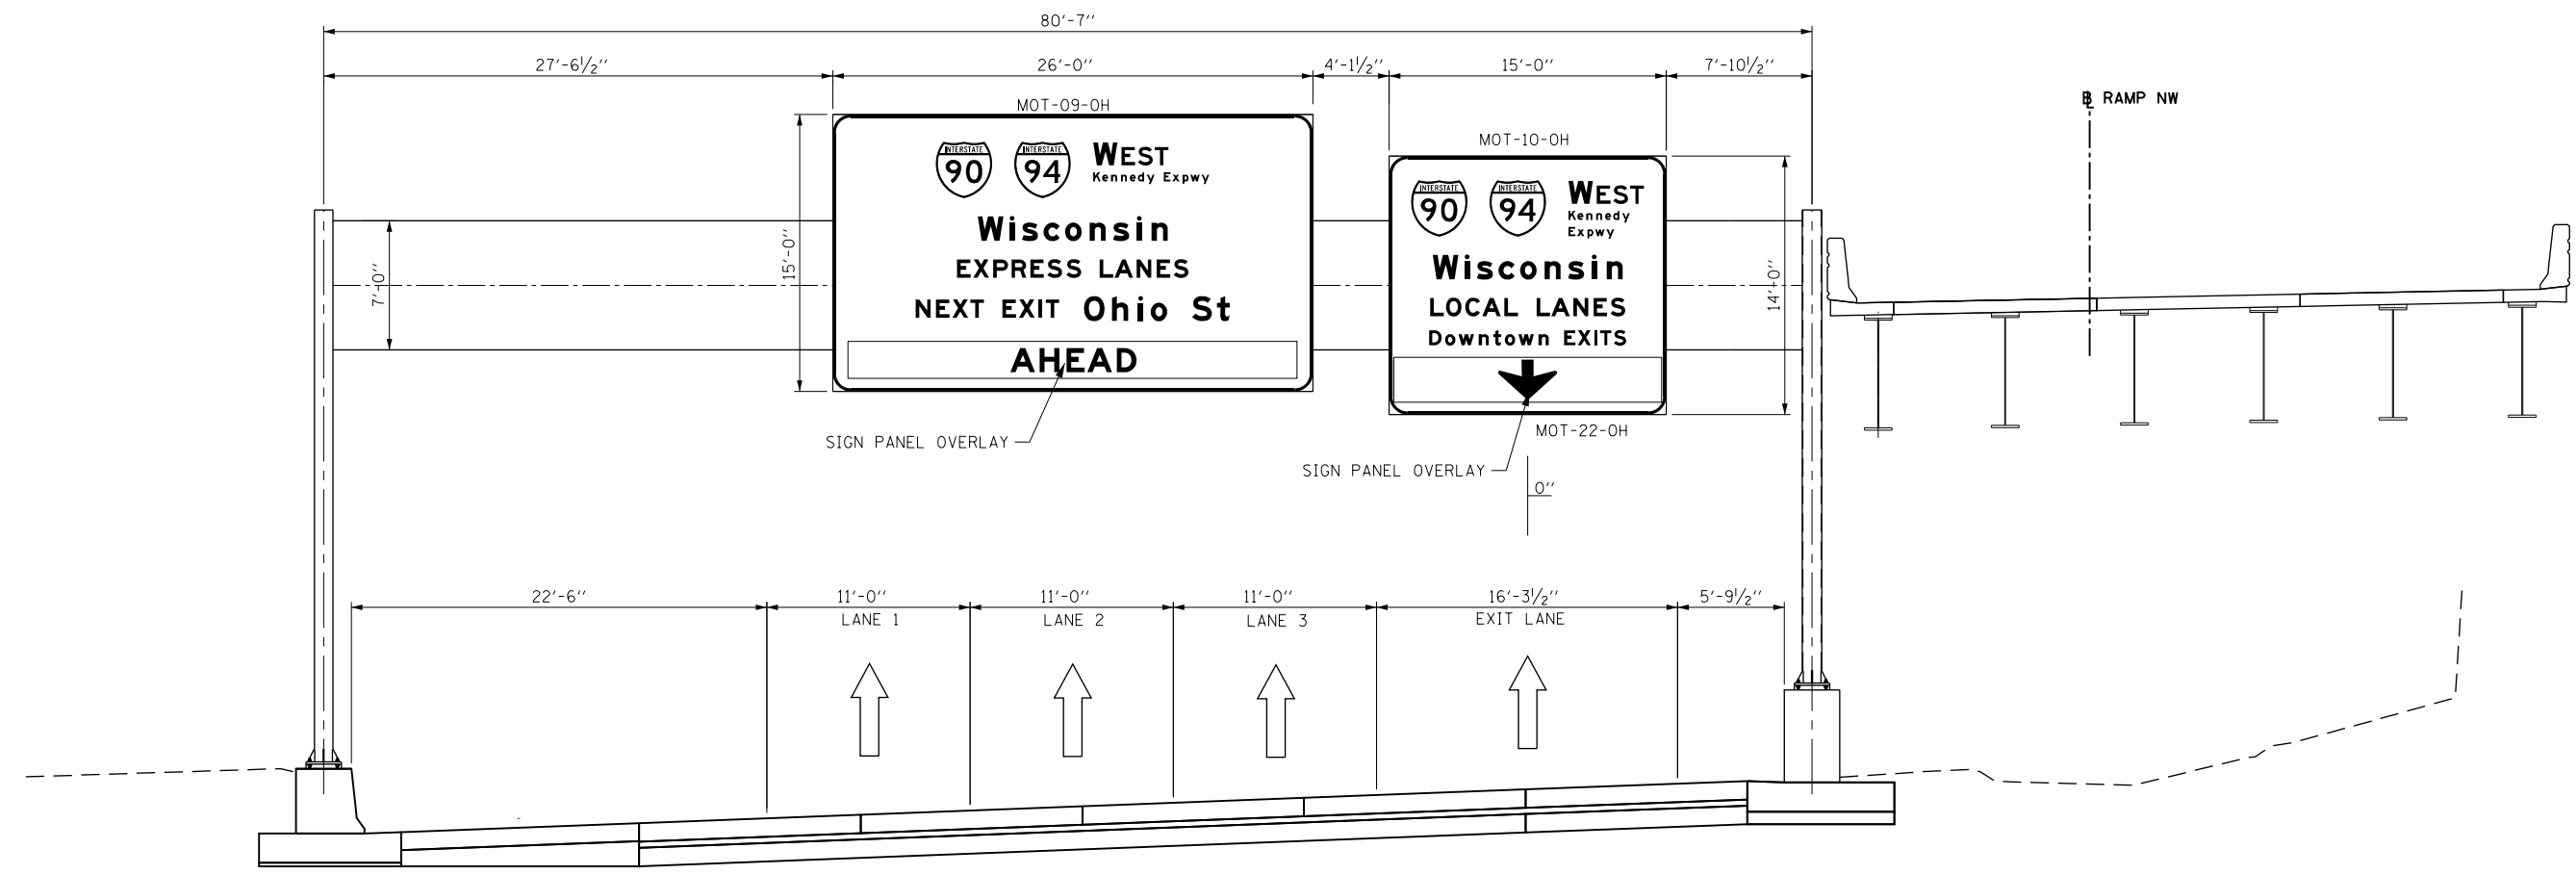 80'-7"
27'-6½"
26'-0"
4'-1½"
15'-0"
7'-10½"
MOT-09-OH
INTERSTATE 90 INTERSTATE 94 WEST
Kennedy Expwy
Wisconsin
EXPRESS LANES
NEXT EXIT Ohio St
AHEAD
15'-0"
7'-0"
SIGN PANEL OVERLAY
MOT-10-OH
INTERSTATE 90 INTERSTATE 94 WEST
Kennedy
Expwy
Wisconsin
LOCAL LANES
Downtown EXITS
14'-0"
MOT-22-OH
SIGN PANEL OVERLAY
0"
RAMP NW
22'-6"
11'-0"
LANE 1
11'-0"
LANE 2
11'-0"
LANE 3
16'-3½"
EXIT LANE
5'-9½"